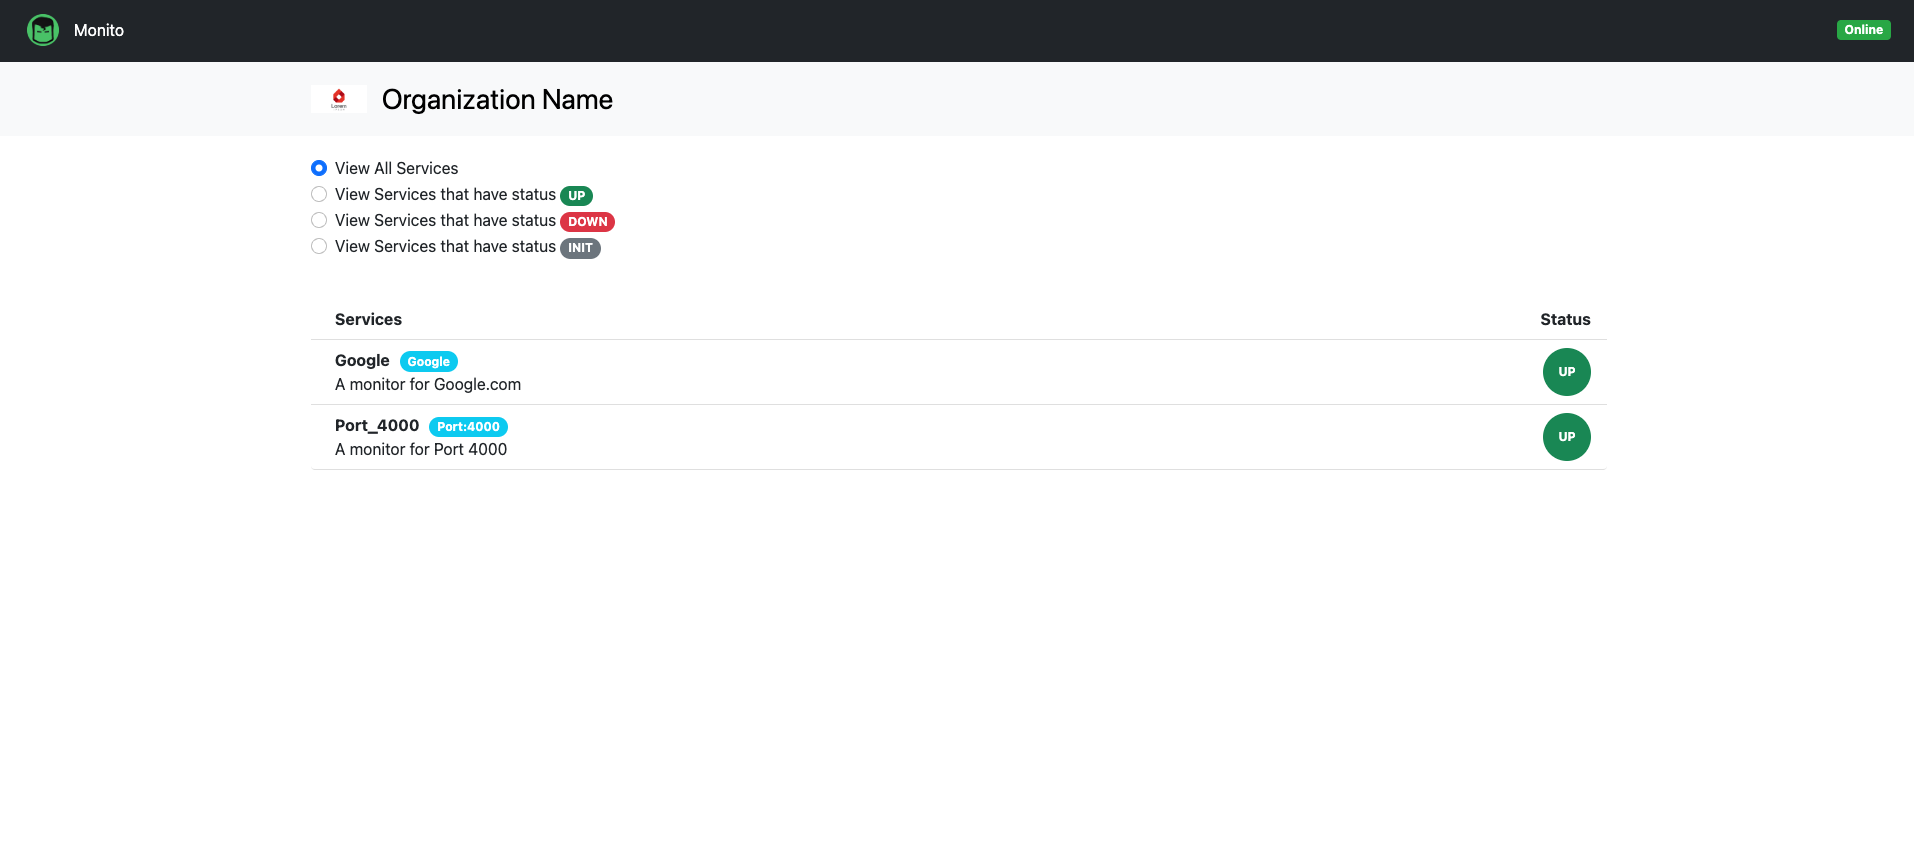 Monito
Online
Lorem
Organization Name
View All Services
View Services that have status UP
View Services that have status DOWN
View Services that have status INIT
Services Status
Google Google
A monitor for Google.com
UP
Port_4000 Port:4000
A monitor for Port 4000
UP